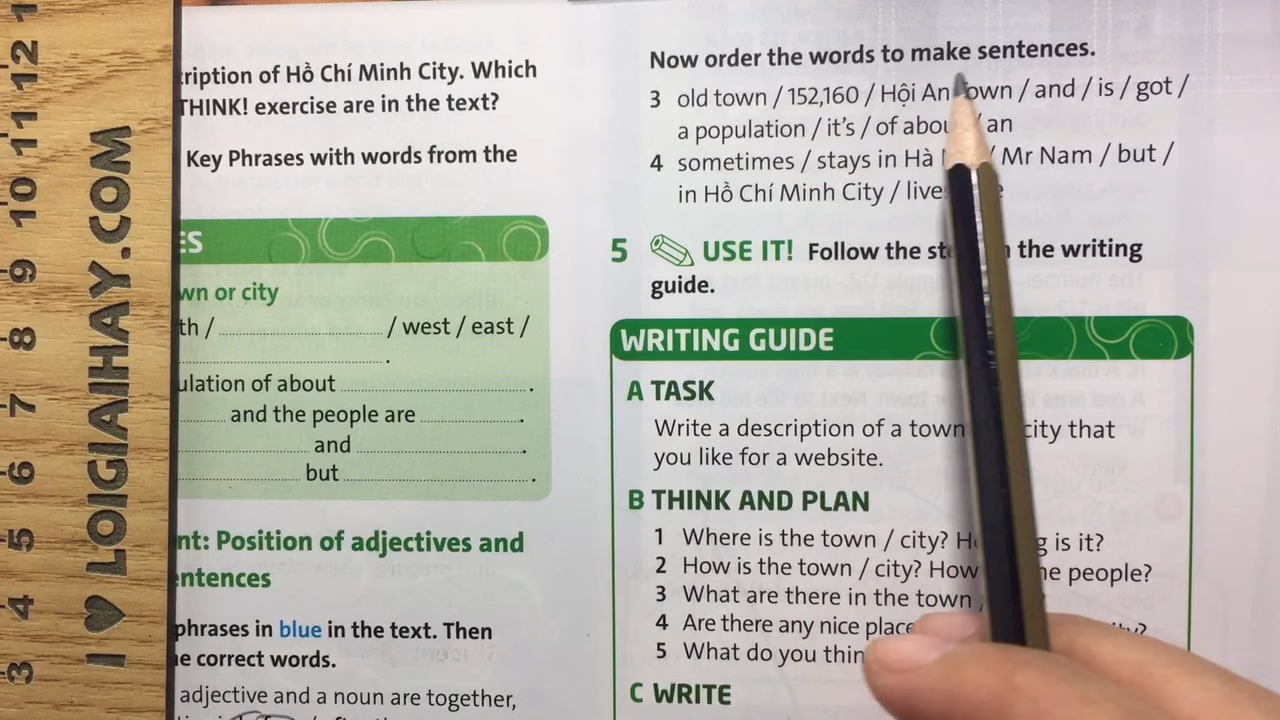 cription of Hồ Chí Minh City. Which
THINK! exercise are in the text?
Key Phrases with words from the
ES
wn or city
th / / west / east /
.
ulation of about .
and the people are .
and .
but .
nt: Position of adjectives and
entences
phrases in blue in the text. Then
e correct words.
adjective and a noun are together,
Now order the words to make sentences.
3 old town / 152,160 / Hội An / and / is / got /
a population / it's / of / an
4 sometimes / stays in Hà / Mr Nam / but /
in Hồ Chí Minh City /
5 USE IT! Follow the the writing
guide.
WRITING GUIDE
A TASK
Write a description of a town city that
you like for a website.
B THINK AND PLAN
1 Where is the town / city? is it?
2 How is the town / city? How people?
3 What are there in the town
4 Are there any nice
5 What do you
C WRITE
I ♥ LOIGIAIHAY.COM
3 4 5 6 7 8 9 10 11 12 1